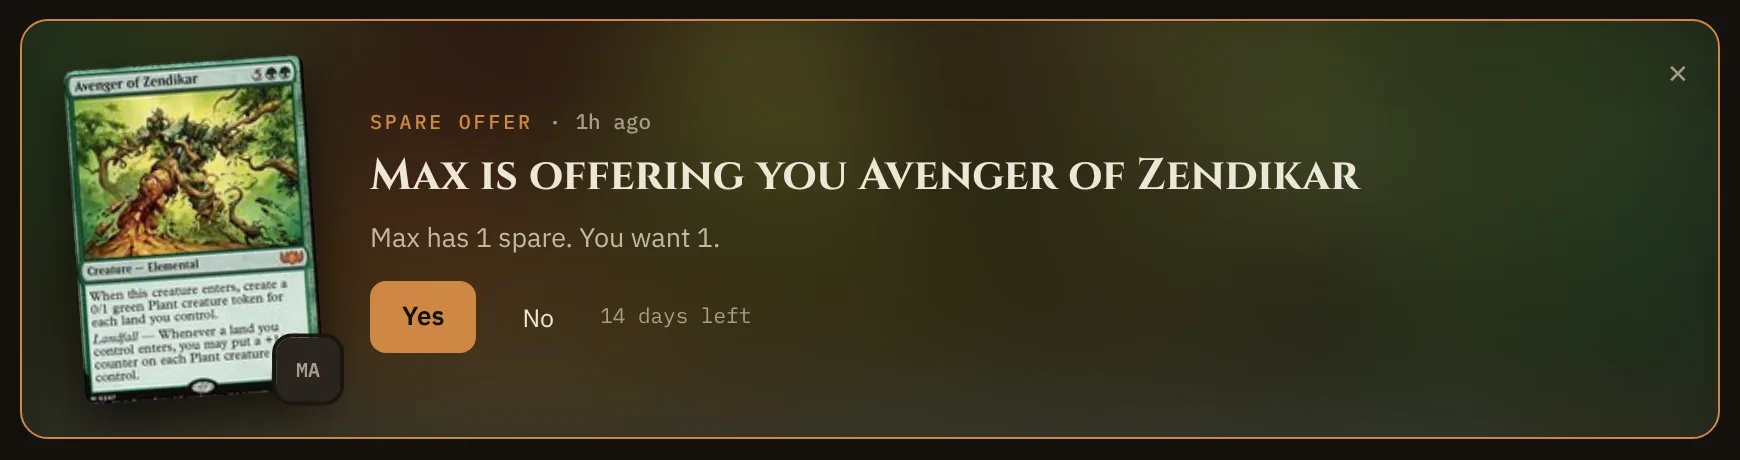 Avenger of Zendikar 5
Creature — Elemental
When this creature enters, create a
0/1 green Plant creature token for
each land you control.
Landfall — Whenever a land you
control enters, you may put a +1
counter on each Plant creature
control.
MA
SPARE OFFER · 1h ago
Max is offering you Avenger of Zendikar
Max has 1 spare. You want 1.
Yes No 14 days left